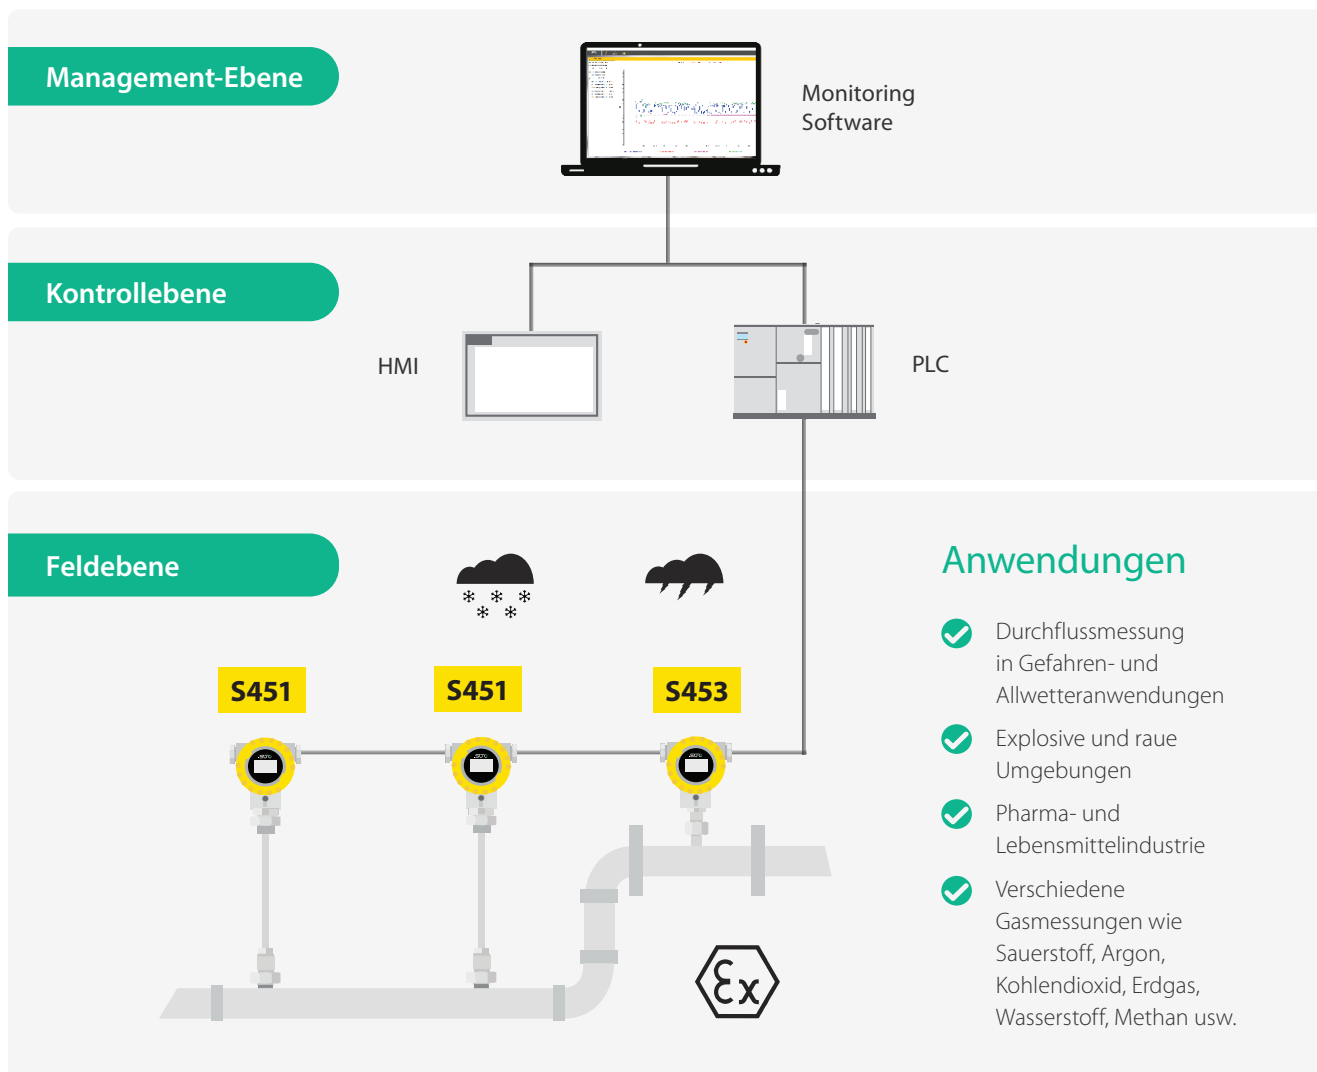 Management-Ebene
Monitoring
Software
Kontrollebene
HMI
PLC
Feldebene
S451
S451
S453
Anwendungen
Durchflussmessung
in Gefahren- und
Allwetteranwendungen
Explosive und raue
Umgebungen
Pharma- und
Lebensmittelindustrie
Verschiedene
Gasmessungen wie
Sauerstoff, Argon,
Kohlendioxid, Erdgas,
Wasserstoff, Methan usw.
Ex